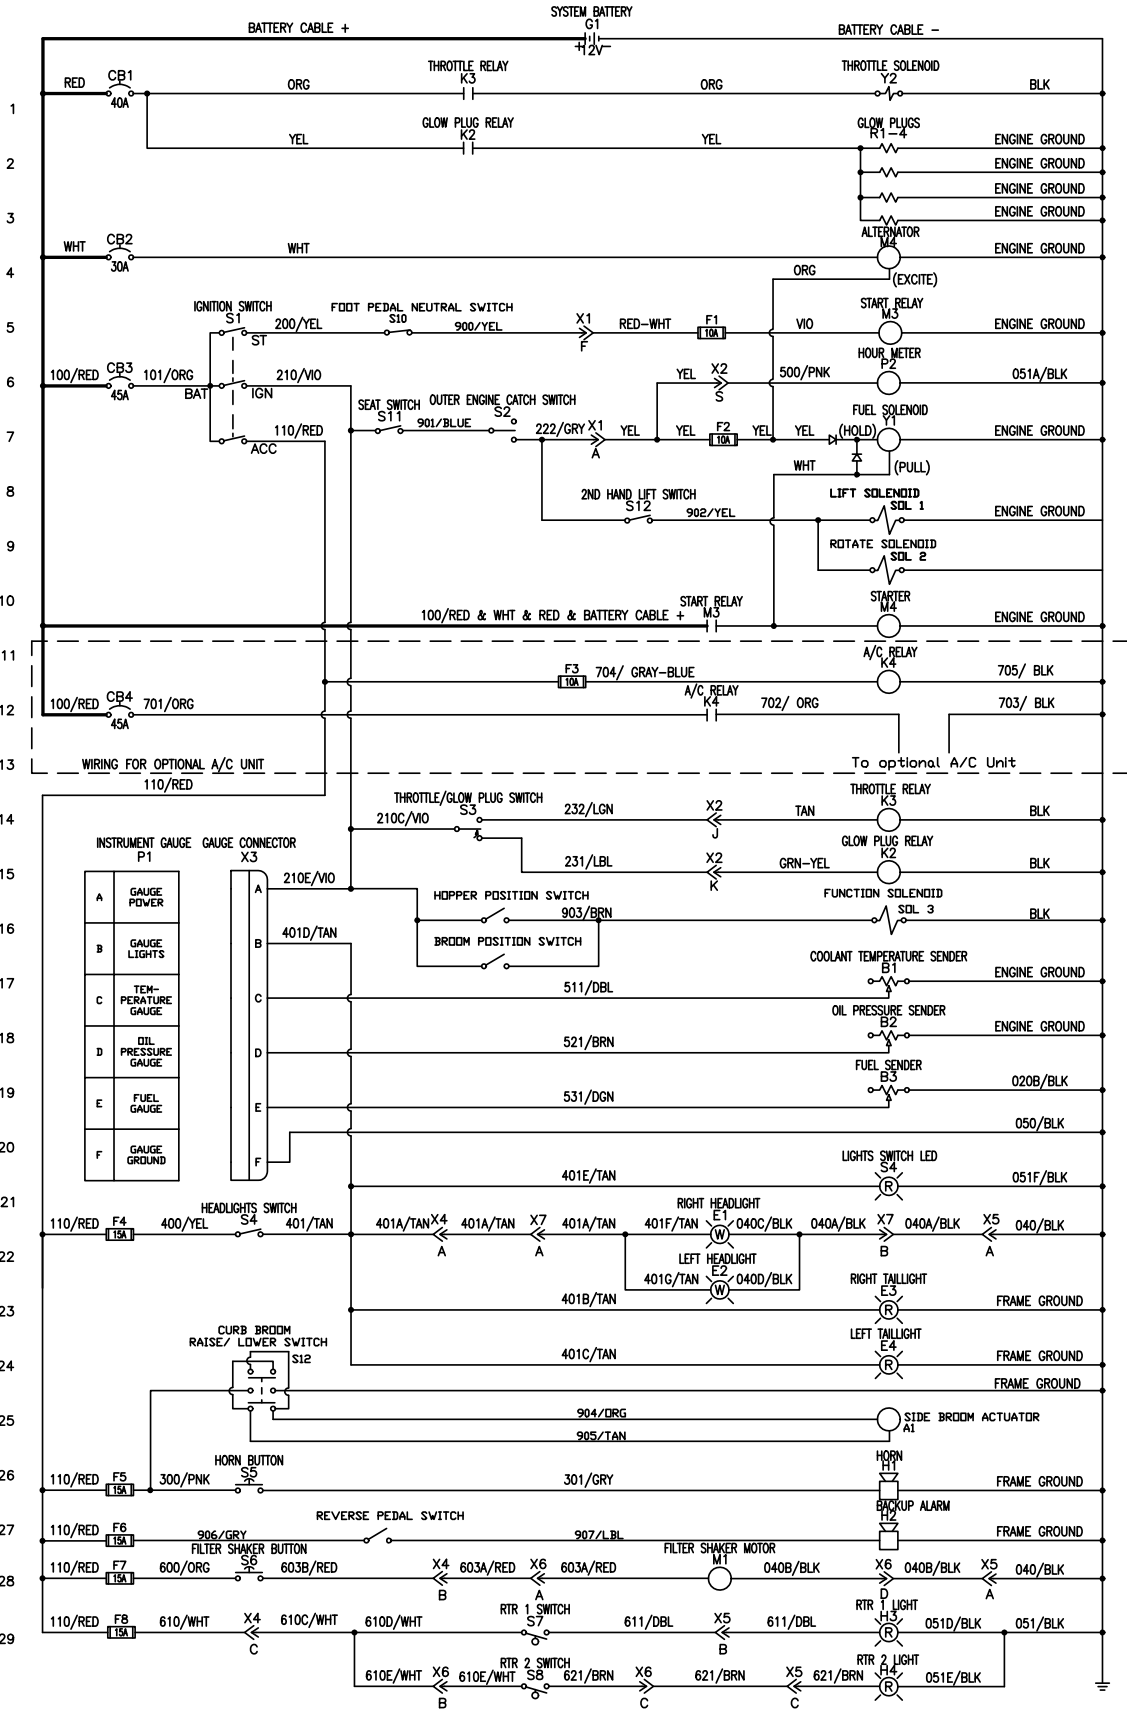 SYSTEM BATTERY
G1
BATTERY CABLE +
BATTERY CABLE -
+ 12V -
THROTTLE RELAY
THROTTLE SOLENOID
RED
CB1
ORG
K3
ORG
Y2
BLK
40A
1
GLOW PLUG RELAY
GLOW PLUGS
YEL
K2
YEL
R1-4
ENGINE GROUND
2
ENGINE GROUND
ENGINE GROUND
3
ENGINE GROUND
ALTERNATOR
WHT
CB2
WHT
M4
ENGINE GROUND
30A
4
ORG
(EXCITE)
IGNITION SWITCH
FOOT PEDAL NEUTRAL SWITCH
START RELAY
5
S1
200/YEL
S10
900/YEL
X1
RED-WHT
F1
VIO
M3
ENGINE GROUND
ST
F
10A
HOUR METER
6
100/RED
CB3
101/ORG
210/VIO
YEL
X2
500/PNK
P2
051A/BLK
45A
BAT
IGN
S
SEAT SWITCH
OUTER ENGINE CATCH SWITCH
FUEL SOLENOID
7
110/RED
S11
901/BLUE
S2
222/GRY
X1
YEL
YEL
F2
YEL
YEL
(HOLD)
Y1
ENGINE GROUND
ACC
A
10A
WHT
(PULL)
8
2ND HAND LIFT SWITCH
LIFT SOLENOID
S12
902/YEL
SOL 1
ENGINE GROUND
9
ROTATE SOLENOID
SOL 2
10
START RELAY
STARTER
100/RED & WHT & RED & BATTERY CABLE +
M3
M4
ENGINE GROUND
11
A/C RELAY
F3
704/ GRAY-BLUE
K4
705/ BLK
10A
12
100/RED
CB4
701/ORG
A/C RELAY
K4
702/ ORG
703/ BLK
45A
13
WIRING FOR OPTIONAL A/C UNIT
To optional A/C Unit
110/RED
THROTTLE/GLOW PLUG SWITCH
THROTTLE RELAY
14
210C/VIO
S3
232/LGN
X2
TAN
K3
BLK
J
INSTRUMENT GAUGE
GAUGE CONNECTOR
GLOW PLUG RELAY
15
P1
X3
231/LBL
X2
GRN-YEL
K2
BLK
K
A
GAUGE
POWER
A
210E/VIO
HOPPER POSITION SWITCH
FUNCTION SOLENOID
16
903/BRN
SOL 3
BLK
B
GAUGE
LIGHTS
B
401D/TAN
BROOM POSITION SWITCH
COOLANT TEMPERATURE SENDER
17
C
TEM-
PERATURE
GAUGE
C
511/DBL
B1
ENGINE GROUND
OIL PRESSURE SENDER
18
D
OIL
PRESSURE
GAUGE
D
521/BRN
B2
ENGINE GROUND
FUEL SENDER
19
E
FUEL
GAUGE
E
531/DGN
B3
020B/BLK
050/BLK
20
F
GAUGE
GROUND
F
LIGHTS SWITCH LED
401E/TAN
S4
051F/BLK
R
21
HEADLIGHTS SWITCH
RIGHT HEADLIGHT
110/RED
F4
400/YEL
S4
401/TAN
401A/TAN
X4
401A/TAN
X7
401A/TAN
401F/TAN
E1
040C/BLK
040A/BLK
X7
040A/BLK
X5
040/BLK
15A
W
A
A
B
A
22
LEFT HEADLIGHT
401G/TAN
E2
040D/BLK
W
RIGHT TAILLIGHT
23
401B/TAN
E3
FRAME GROUND
R
CURB BROOM
RAISE/ LOWER SWITCH
LEFT TAILLIGHT
24
S12
401C/TAN
E4
FRAME GROUND
R
FRAME GROUND
25
904/ORG
SIDE BROOM ACTUATOR
A1
905/TAN
HORN BUTTON
HORN
26
110/RED
F5
300/PNK
S5
301/GRY
H1
FRAME GROUND
15A
REVERSE PEDAL SWITCH
BACKUP ALARM
27
110/RED
F6
906/GRY
907/LBL
H2
FRAME GROUND
15A
FILTER SHAKER BUTTON
FILTER SHAKER MOTOR
28
110/RED
F7
600/ORG
S6
603B/RED
X4
603A/RED
X6
603A/RED
M1
040B/BLK
X6
040B/BLK
X5
040/BLK
15A
B
A
D
A
RTR 1 SWITCH
RTR 1 LIGHT
29
110/RED
F8
610/WHT
X4
610C/WHT
610D/WHT
S7
611/DBL
X5
611/DBL
H3
051D/BLK
051/BLK
15A
C
B
R
RTR 2 SWITCH
RTR 2 LIGHT
610E/WHT
X6
610E/WHT
S8
621/BRN
X6
621/BRN
X5
621/BRN
H4
051E/BLK
B
C
C
R